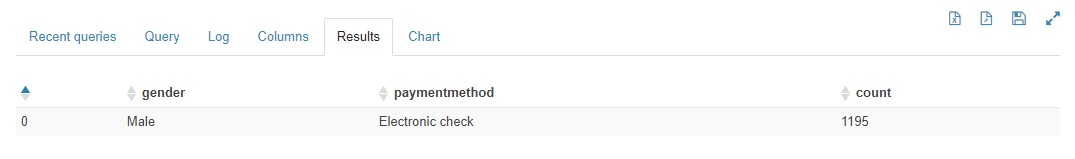 Recent queries Query Log Columns Results Chart
gender paymentmethod count
0 Male Electronic check 1195